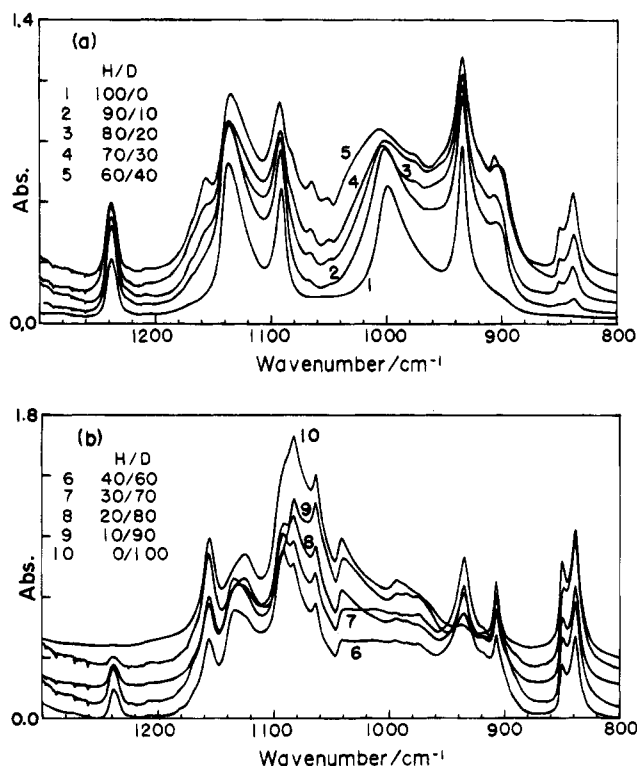 1.4
(a)
H/D
1 100/0
2 90/10
3 80/20
4 70/30
5 60/40
5
4
3
2
1
Abs.
0.0
1200 1100 1000 900 800
Wavenumber/cm⁻¹
1.8
(b)
H/D
6 40/60
7 30/70
8 20/80
9 10/90
10 0/100
10
9
8
7
6
Abs.
0.0
1200 1100 1000 900 800
Wavenumber/cm⁻¹